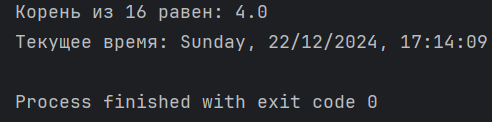 Корень из 16 равен: 4.0
Текущее время: Sunday, 22/12/2024, 17:14:09
Process finished with exit code 0